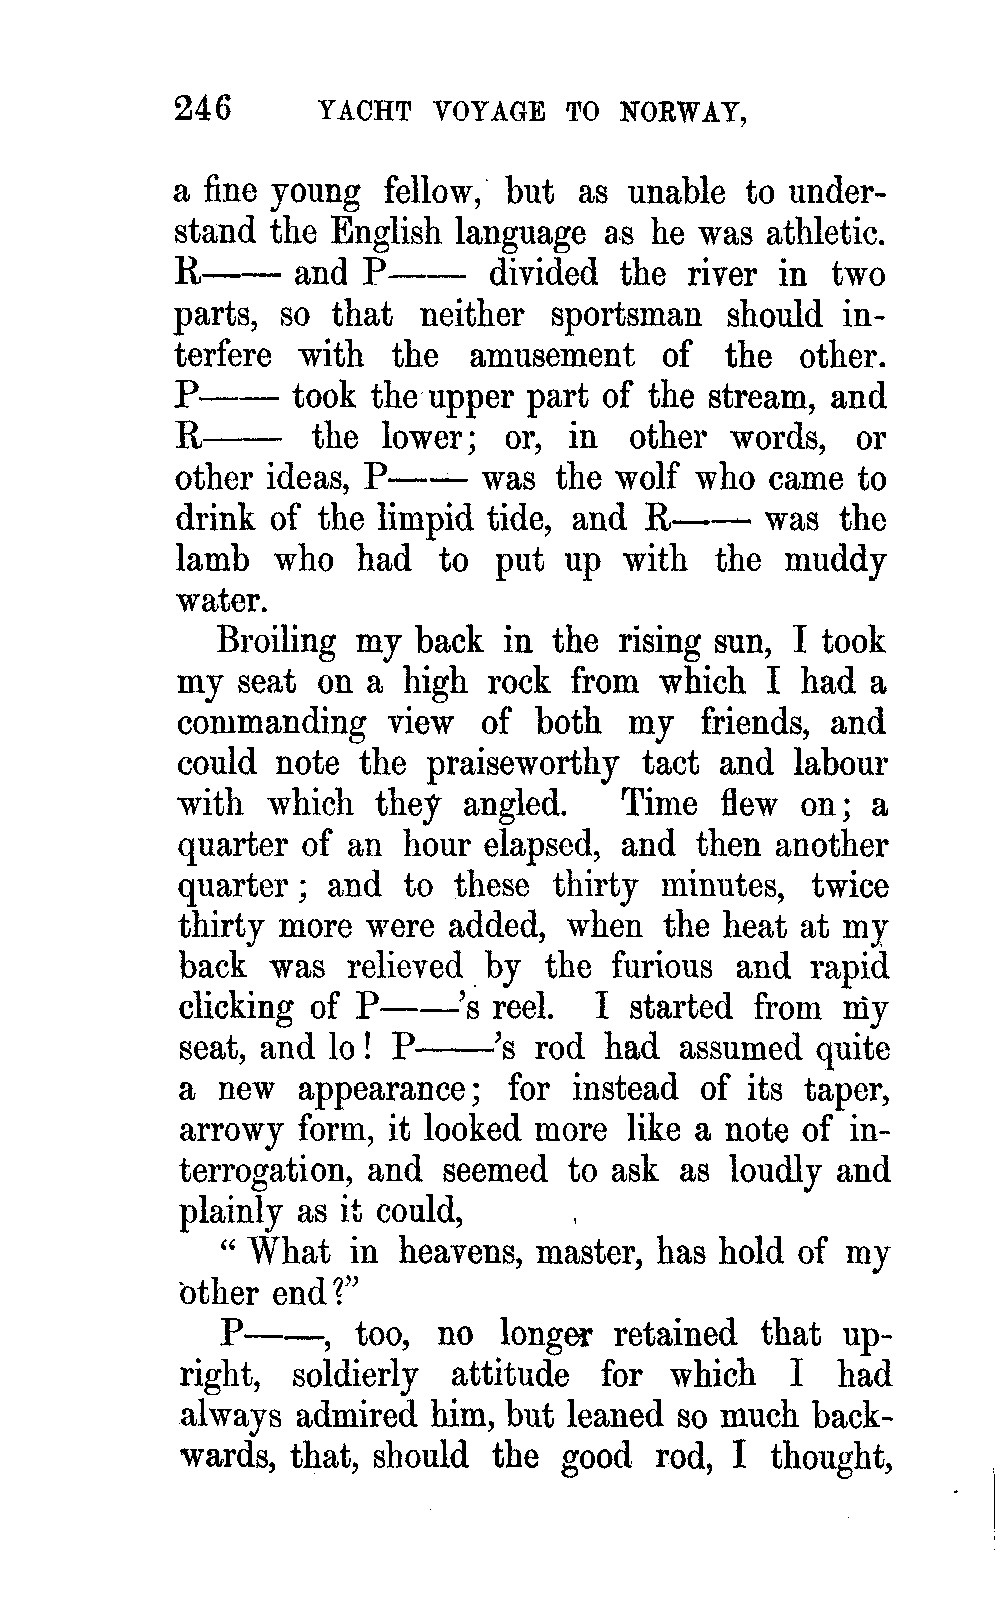 246 YACHT VOYAGE TO NORWAY,
a fine young fellow, but as unable to under-
stand the English language as he was athletic.
R—— and P—— divided the river in two
parts, so that neither sportsman should in-
terfere with the amusement of the other.
P—— took the upper part of the stream, and
R—— the lower; or, in other words, or
other ideas, P—— was the wolf who came to
drink of the limpid tide, and R—— was the
lamb who had to put up with the muddy
water.
Broiling my back in the rising sun, I took
my seat on a high rock from which I had a
commanding view of both my friends, and
could note the praiseworthy tact and labour
with which they angled. Time flew on; a
quarter of an hour elapsed, and then another
quarter; and to these thirty minutes, twice
thirty more were added, when the heat at my
back was relieved by the furious and rapid
clicking of P——'s reel. I started from my
seat, and lo! P——'s rod had assumed quite
a new appearance; for instead of its taper,
arrowy form, it looked more like a note of in-
terrogation, and seemed to ask as loudly and
plainly as it could,
“What in heavens, master, has hold of my
other end?”
P——, too, no longer retained that up-
right, soldierly attitude for which I had
always admired him, but leaned so much back-
wards, that, should the good rod, I thought,